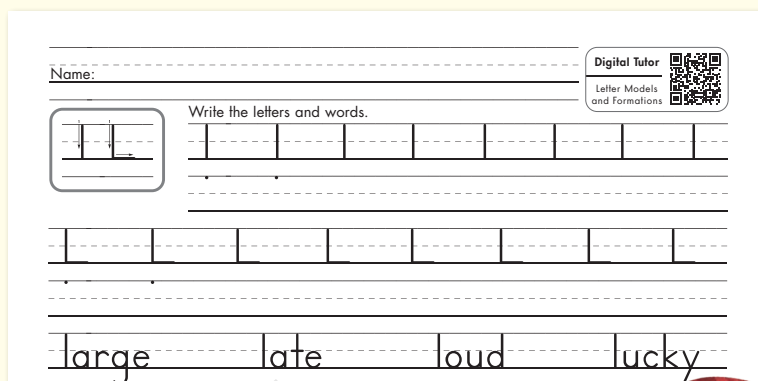 Name:
Digital Tutor
Letter Models
and Formations
l L
Write the letters and words.
l l l l l l l l
L L L L L L L L
large late loud lucky